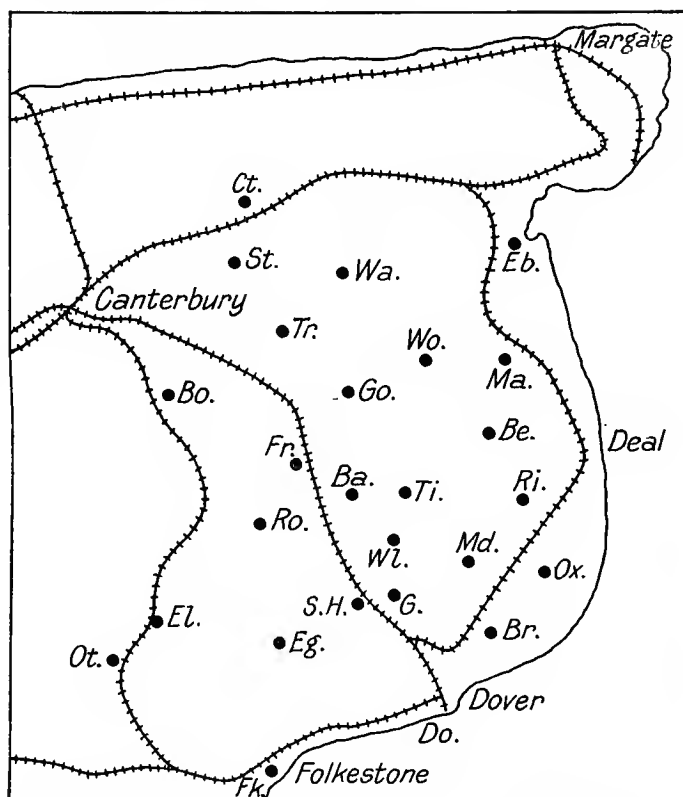 Margate
Ct.
St.
Wa.
Eb.
Canterbury
Tr.
Wo.
Ma.
Bo.
Go.
Be.
Deal
Fr.
Ba.
Ti.
Ri.
Ro.
Wl.
Md.
Ox.
S.H.
G.
El.
Br.
Ot.
Eg.
Dover
Do.
Fk.
Folkestone